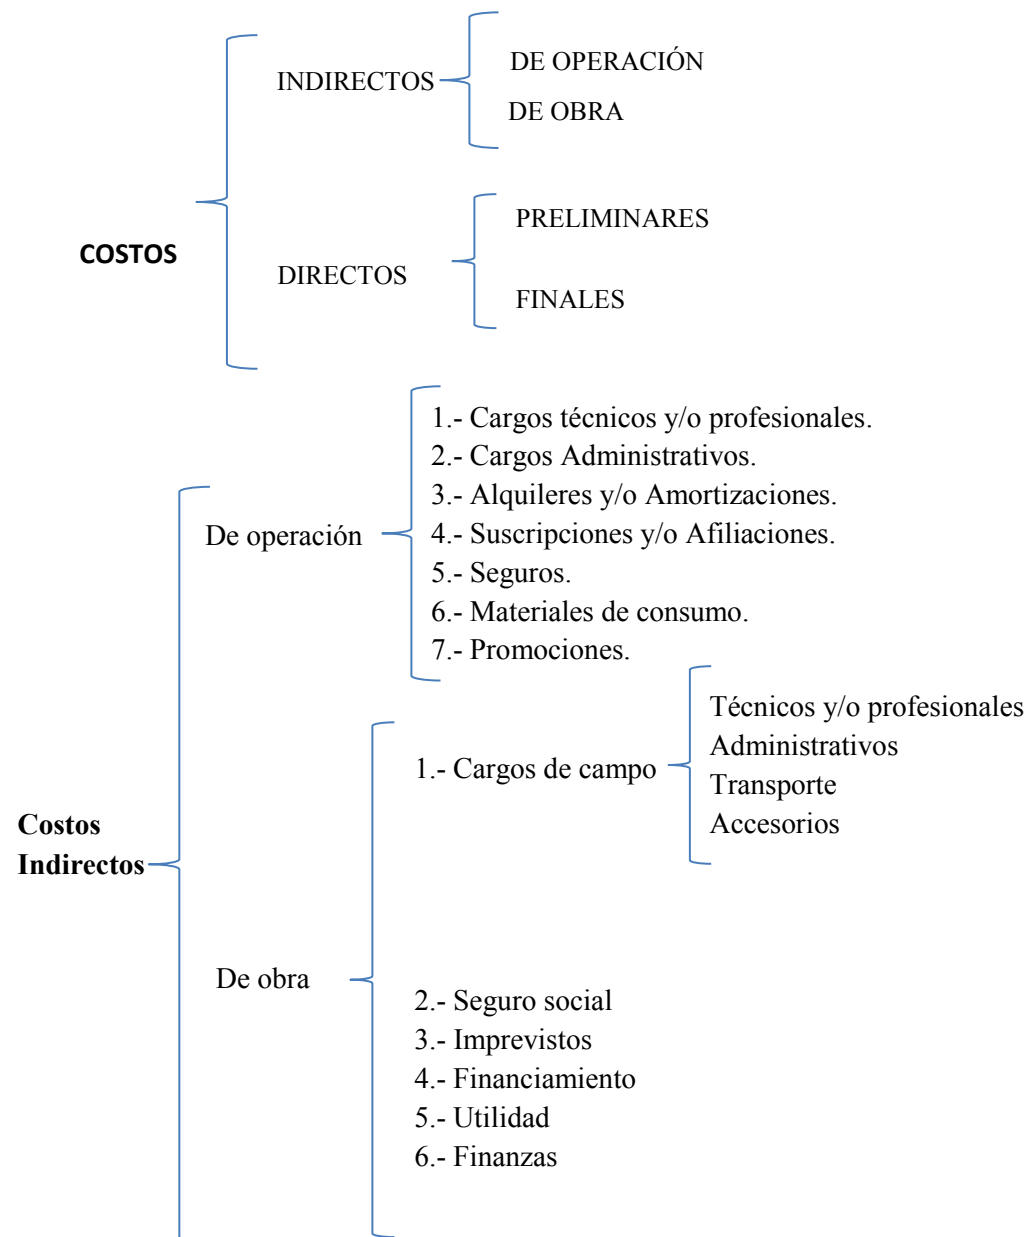 INDIRECTOS
DE OPERACIÓN
DE OBRA
COSTOS
DIRECTOS
PRELIMINARES
FINALES
1.- Cargos técnicos y/o profesionales.
2.- Cargos Administrativos.
3.- Alquileres y/o Amortizaciones.
De operación
4.- Suscripciones y/o Afiliaciones.
5.- Seguros.
6.- Materiales de consumo.
7.- Promociones.
1.- Cargos de campo
Técnicos y/o profesionales
Administrativos
Transporte
Accesorios
Costos
Indirectos
De obra
2.- Seguro social
3.- Imprevistos
4.- Financiamiento
5.- Utilidad
6.- Finanzas